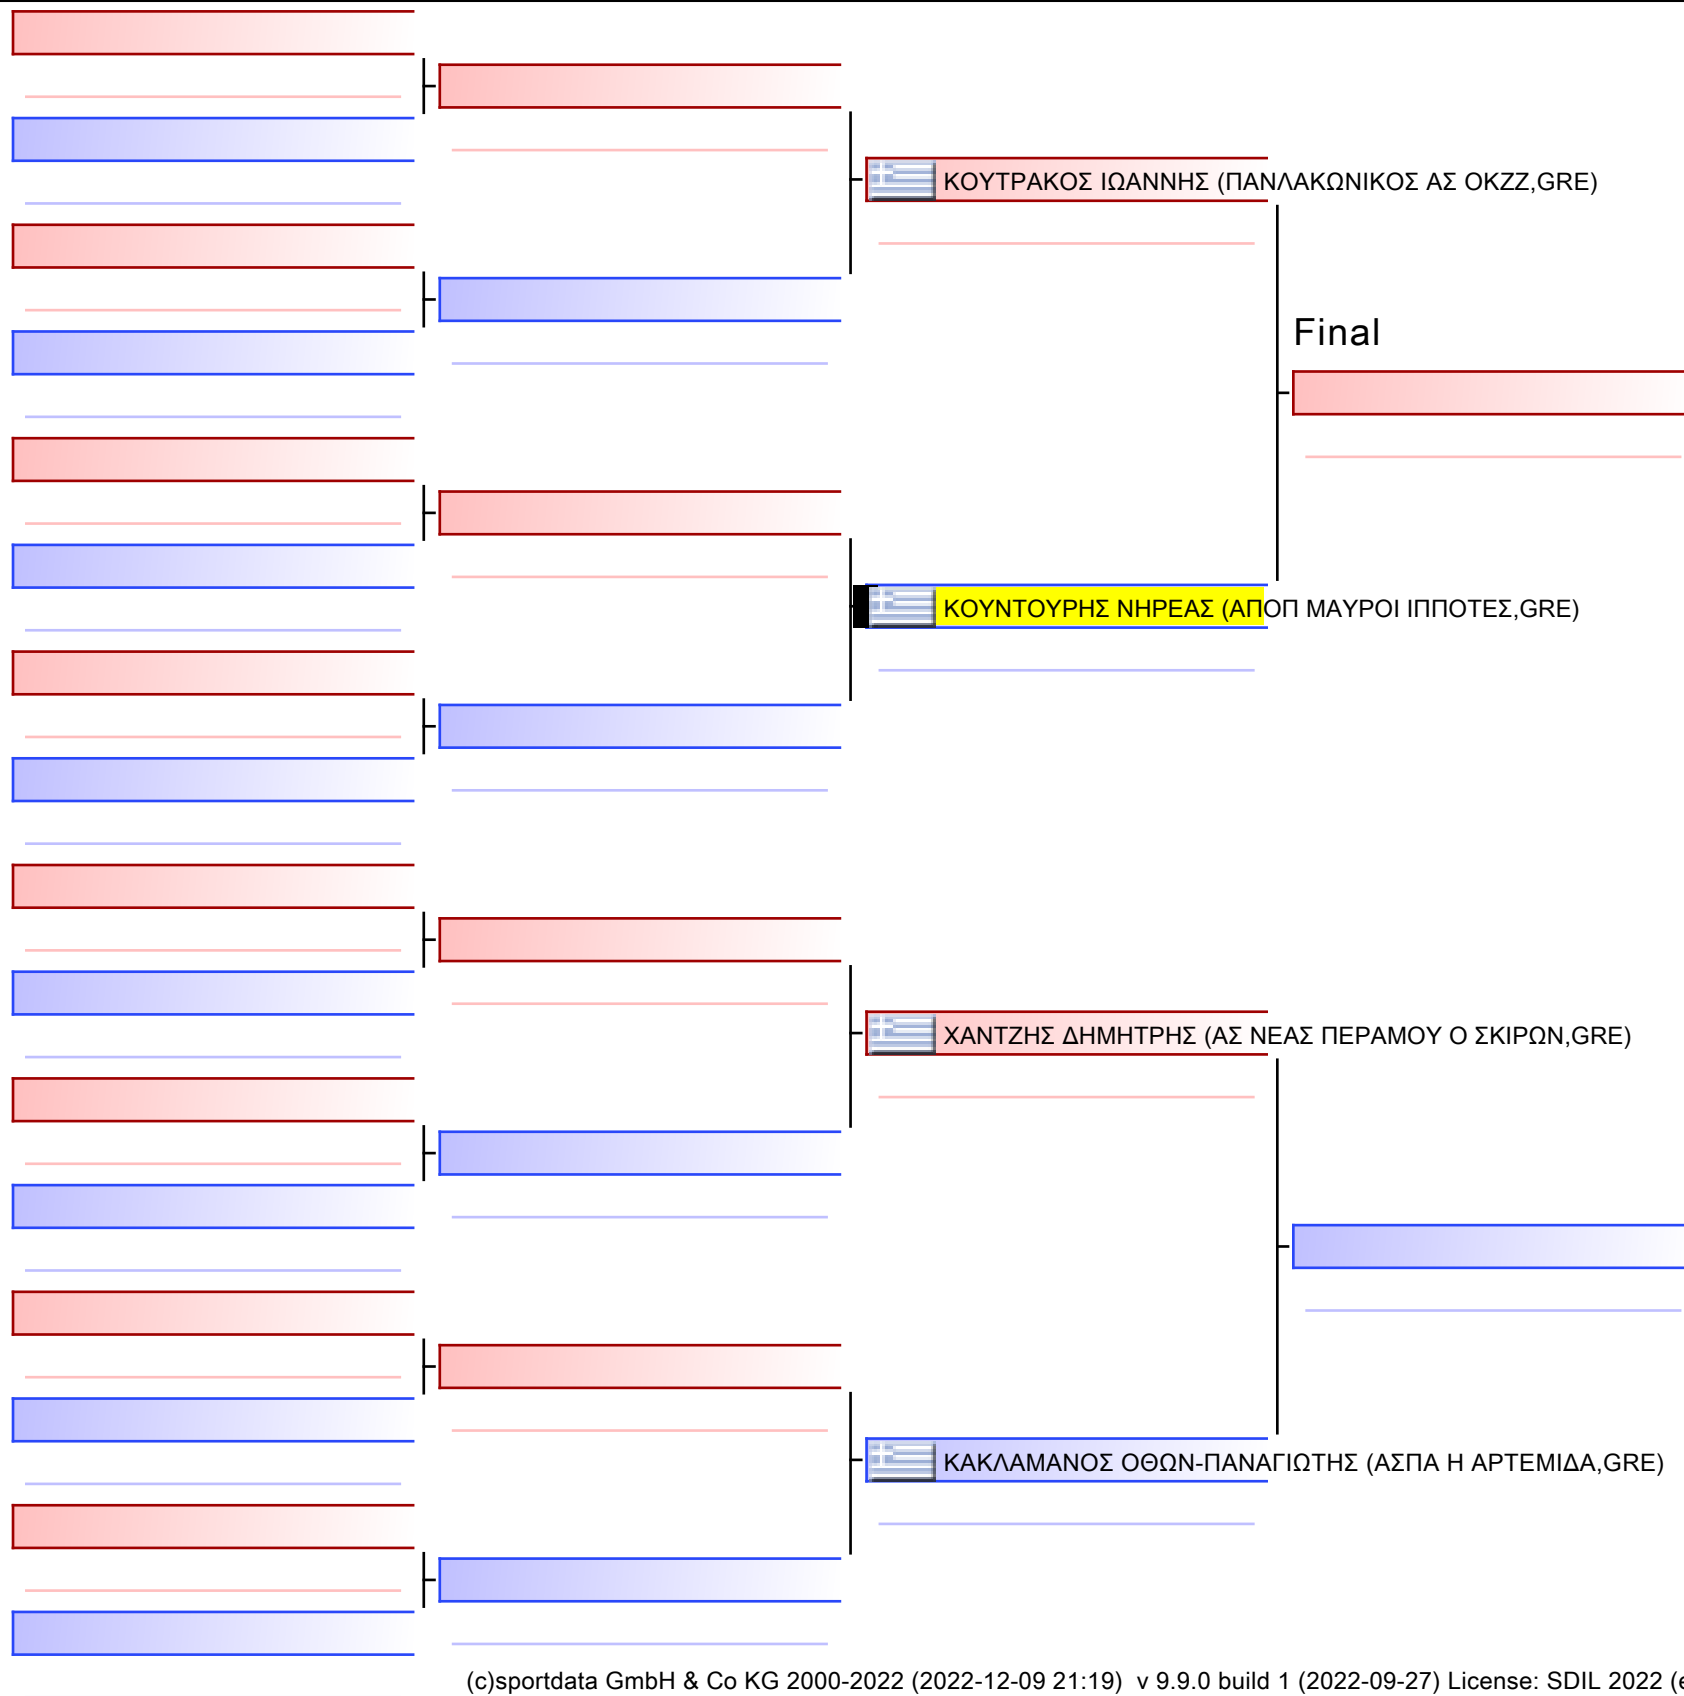 ΚΟΥΤΡΑΚΟΣ ΙΩΑΝΝΗΣ (ΠΑΝΛΑΚΩΝΙΚΟΣ ΑΣ ΟΚΖΖ,GRE)
Final
ΚΟΥΝΤΟΥΡΗΣ ΝΗΡΕΑΣ (ΑΠΟΠ ΜΑΥΡΟΙ ΙΠΠΟΤΕΣ,GRE)
ΧΑΝΤΖΗΣ ΔΗΜΗΤΡΗΣ (ΑΣ ΝΕΑΣ ΠΕΡΑΜΟΥ Ο ΣΚΙΡΩΝ,GRE)
ΚΑΚΛΑΜΑΝΟΣ ΟΘΩΝ-ΠΑΝΑΓΙΩΤΗΣ (ΑΣΠΑ Η ΑΡΤΕΜΙΔΑ,GRE)
(c)sportdata GmbH & Co KG 2000-2022 (2022-12-09 21:19) v 9.9.0 build 1 (2022-09-27) License: SDIL 2022 (e